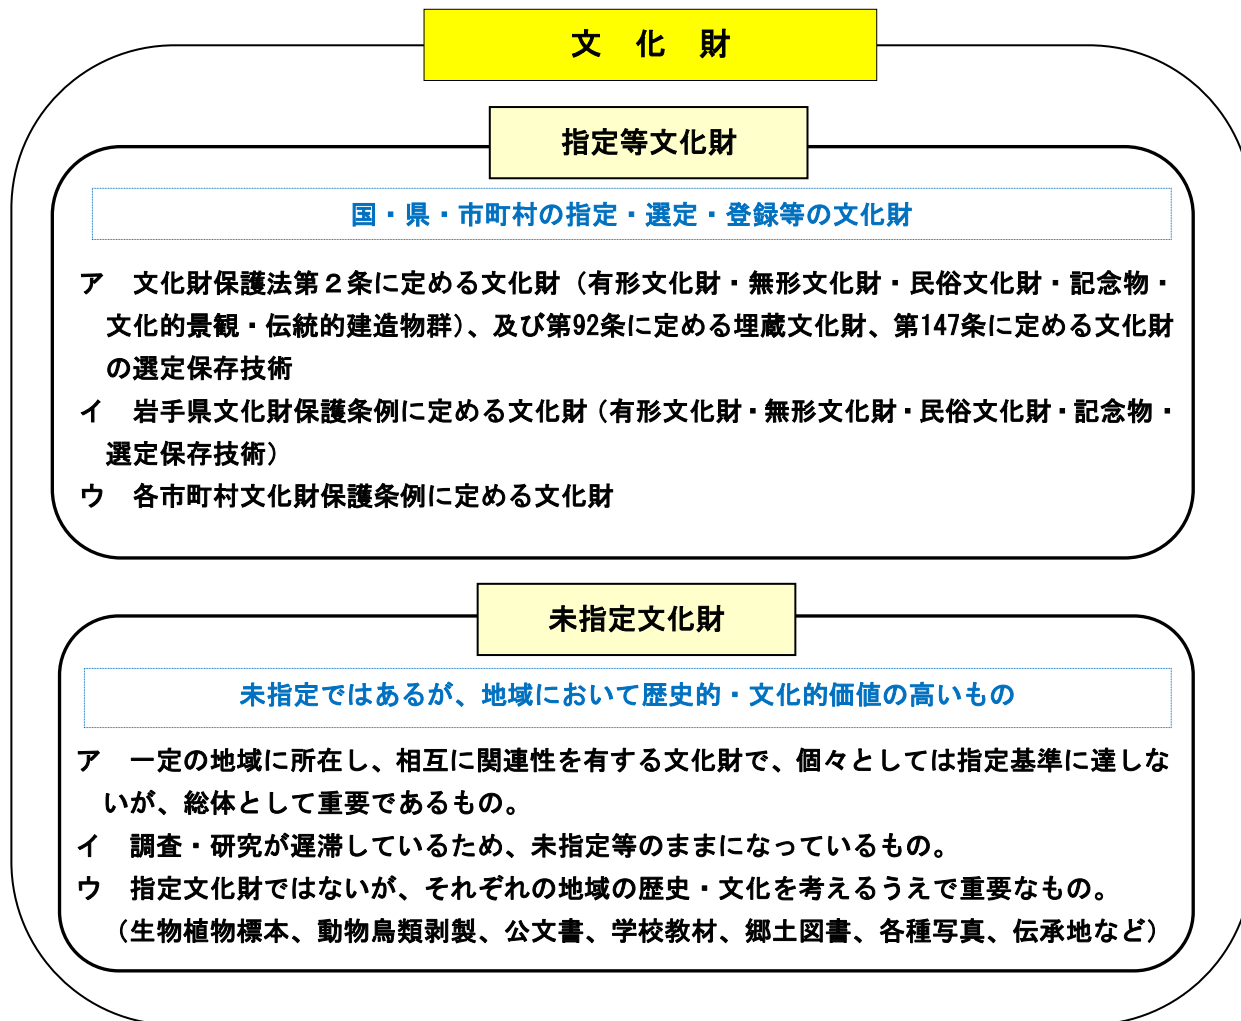 文　化　財
指定等文化財
国・県・市町村の指定・選定・登録等の文化財
ア　文化財保護法第２条に定める文化財（有形文化財・無形文化財・民俗文化財・記念物・
文化的景観・伝統的建造物群）、及び第92条に定める埋蔵文化財、第147条に定める文化財
の選定保存技術
イ　岩手県文化財保護条例に定める文化財（有形文化財・無形文化財・民俗文化財・記念物・
選定保存技術）
ウ　各市町村文化財保護条例に定める文化財
未指定文化財
未指定ではあるが、地域において歴史的・文化的価値の高いもの
ア　一定の地域に所在し、相互に関連性を有する文化財で、個々としては指定基準に達しな
いが、総体として重要であるもの。
イ　調査・研究が遅滞しているため、未指定等のままになっているもの。
ウ　指定文化財ではないが、それぞれの地域の歴史・文化を考えるうえで重要なもの。
（生物植物標本、動物鳥類剥製、公文書、学校教材、郷土図書、各種写真、伝承地など）